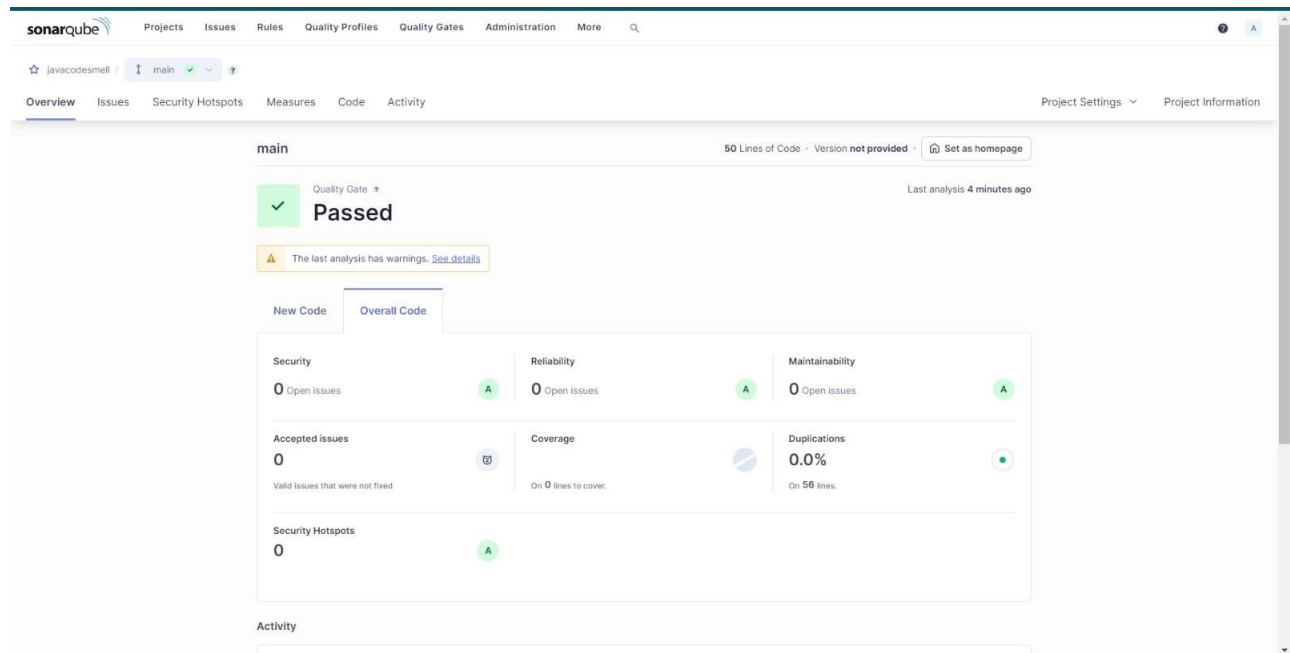 sonarqube Projects Issues Rules Quality Profiles Quality Gates Administration More ? A
javacodesmell / main ?
Overview Issues Security Hotspots Measures Code Activity Project Settings Project Information
main 50 Lines of Code · Version not provided · Set as homepage
Quality Gate ? Last analysis 4 minutes ago
Passed
The last analysis has warnings. See details
New Code Overall Code
Security Reliability Maintainability
0 Open issues A 0 Open issues A 0 Open issues A
Accepted issues Coverage Duplications
0 0.0%
Valid issues that were not fixed On 0 lines to cover. On 56 lines.
Security Hotspots
0 A
Activity